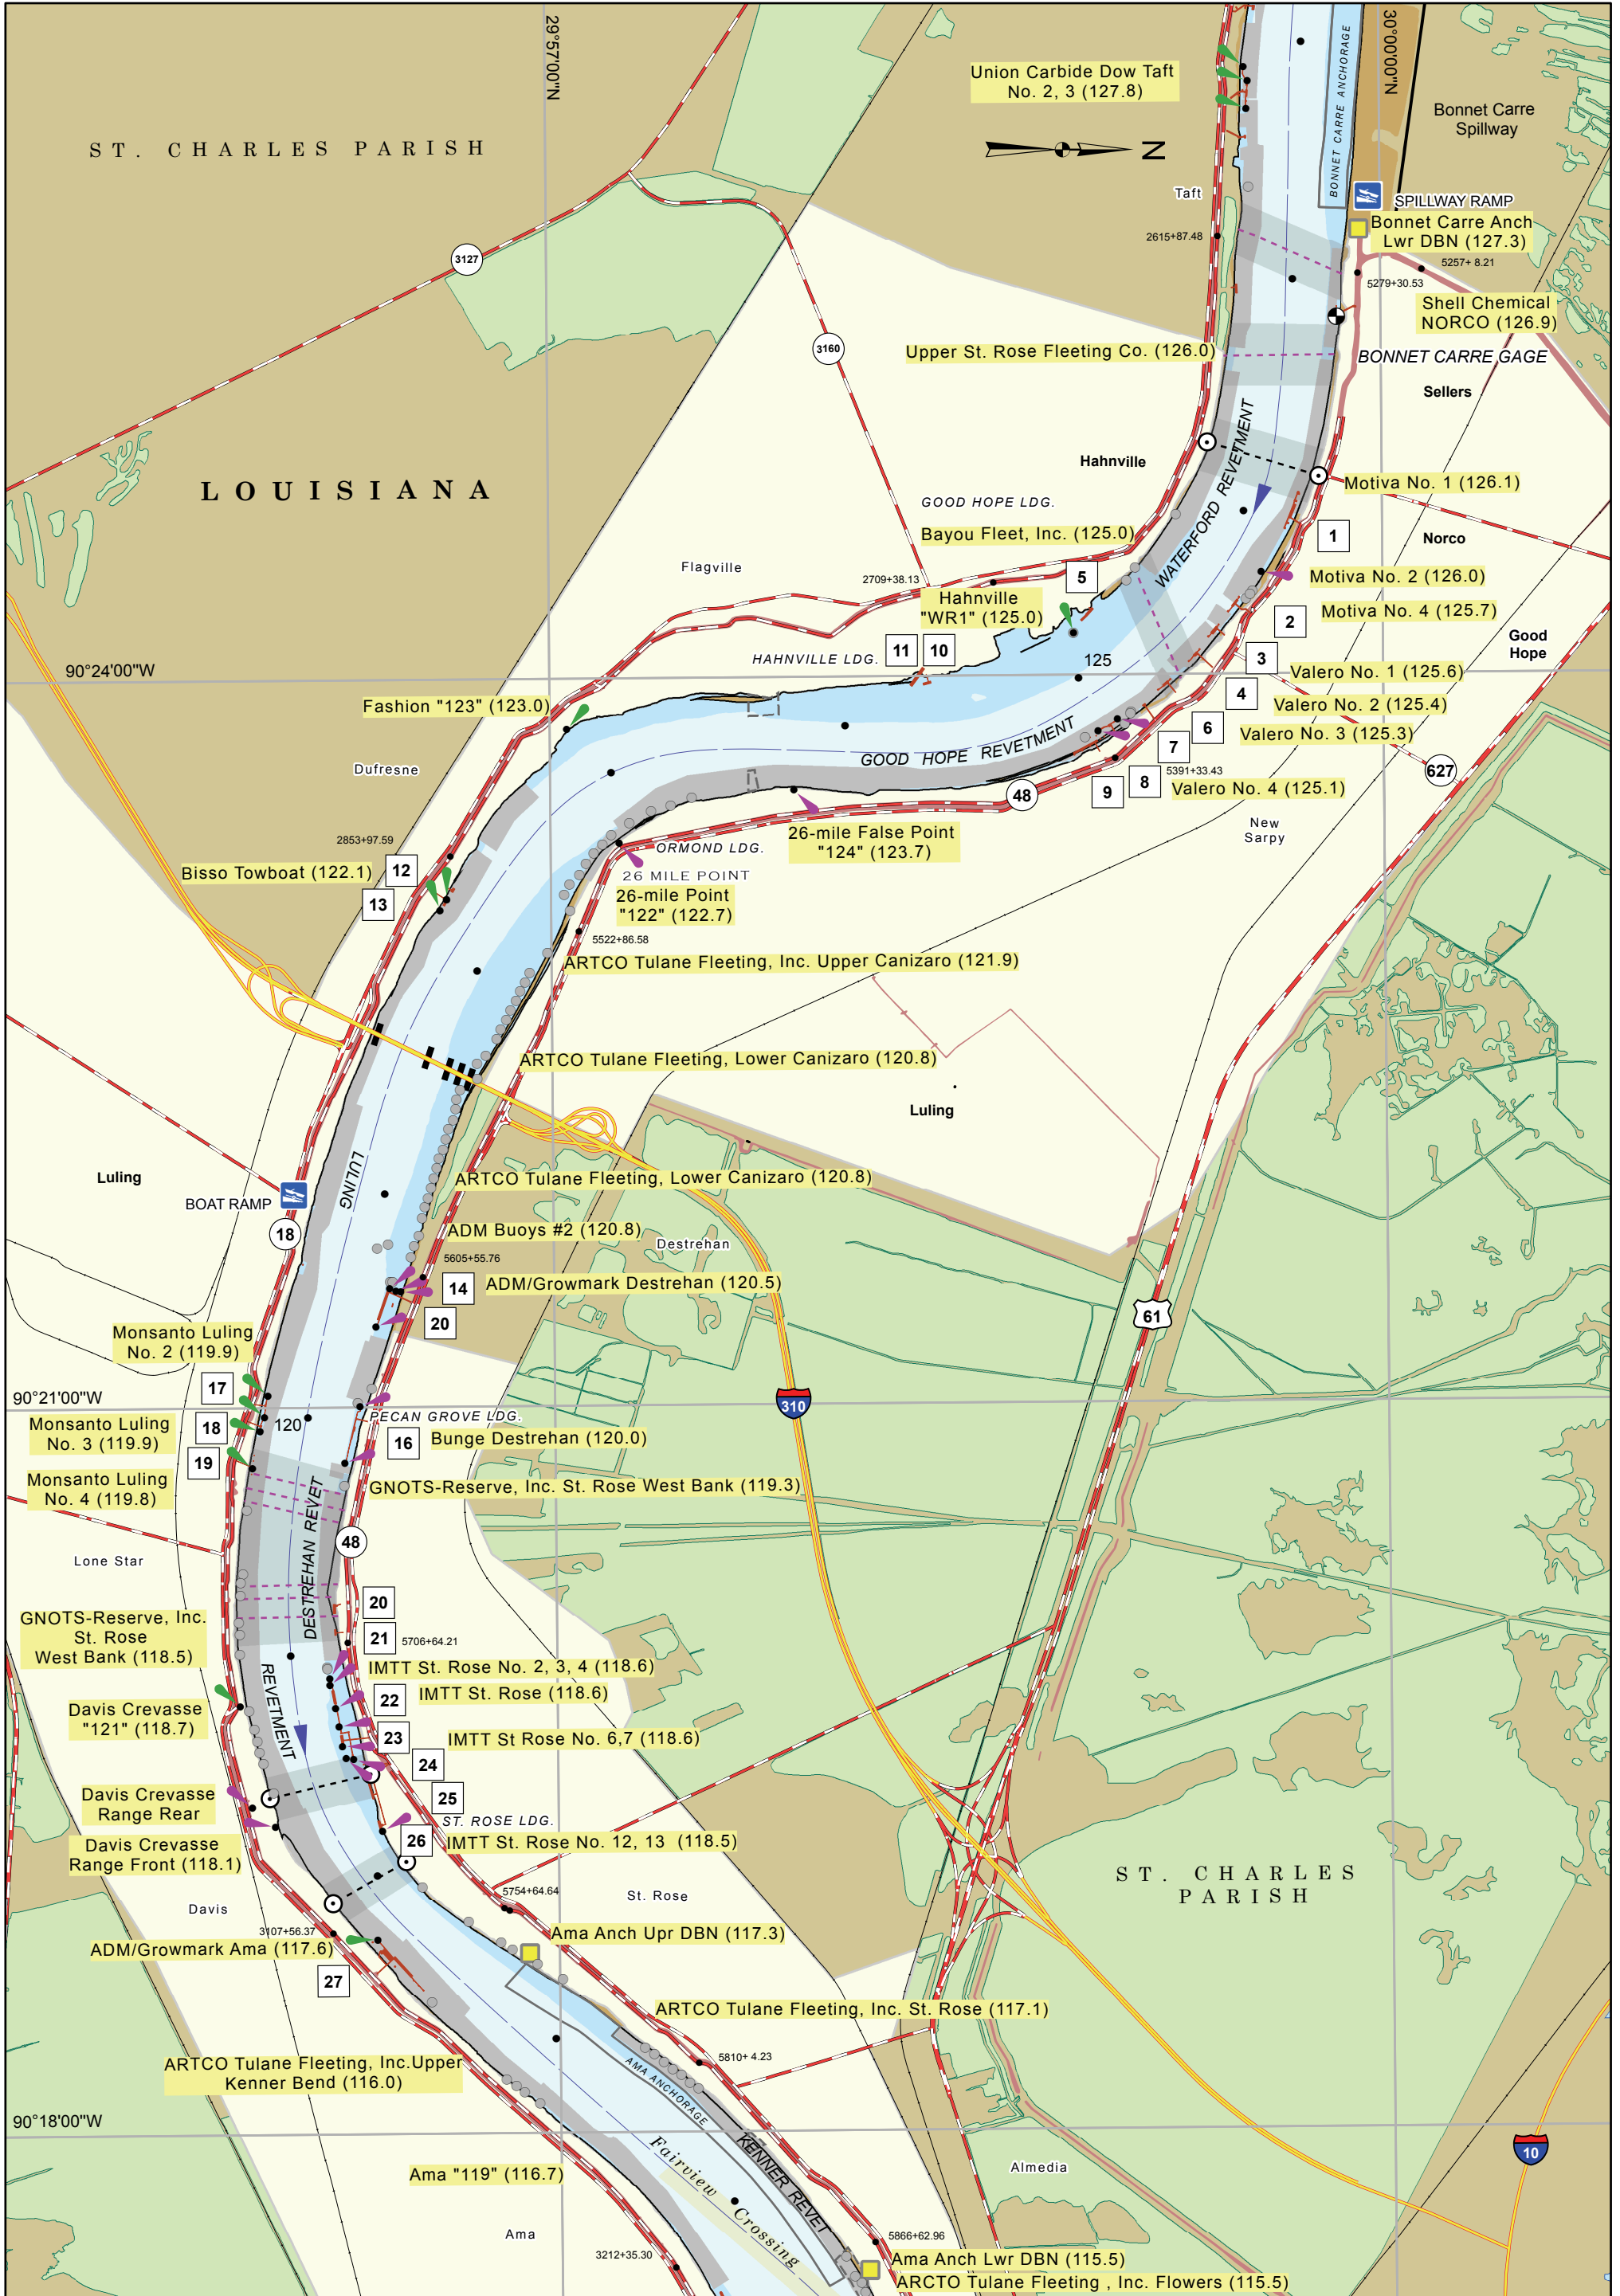 29°57'00"N
30°00'00"N
BONNET CARRE ANCHORAGE
Union Carbide Dow Taft
No. 2, 3 (127.8)
Bonnet Carre
Spillway
ST. CHARLES PARISH
N
Taft
SPILLWAY RAMP
Bonnet Carre Anch
Lwr DBN (127.3)
2615+87.48
5257+ 8.21
5279+30.53
3127
Shell Chemical
NORCO (126.9)
3160
Upper St. Rose Fleeting Co. (126.0)
BONNET CARRE GAGE
Sellers
WATERFORD REVETMENT
Hahnville
Motiva No. 1 (126.1)
LOUISIANA
GOOD HOPE LDG.
Bayou Fleet, Inc. (125.0)
1
Norco
Flagville
2709+38.13
5
Motiva No. 2 (126.0)
Hahnville
"WR1" (125.0)
Motiva No. 4 (125.7)
2
Good
Hope
11
10
HAHNVILLE LDG.
125
3
Valero No. 1 (125.6)
90°24'00"W
4
Valero No. 2 (125.4)
Fashion "123" (123.0)
6
Valero No. 3 (125.3)
GOOD HOPE REVETMENT
7
Dufresne
5391+33.43
627
8
9
48
Valero No. 4 (125.1)
New
Sarpy
26-mile False Point
"124" (123.7)
2853+97.59
ORMOND LDG.
12
Bisso Towboat (122.1)
26 MILE POINT
13
26-mile Point
"122" (122.7)
5522+86.58
ARTCO Tulane Fleeting, Inc. Upper Canizaro (121.9)
ARTCO Tulane Fleeting, Lower Canizaro (120.8)
Luling
Luling
LULING
ARTCO Tulane Fleeting, Lower Canizaro (120.8)
BOAT RAMP
18
ADM Buoys #2 (120.8)
Destrehan
5605+55.76
14
ADM/Growmark Destrehan (120.5)
61
20
Monsanto Luling
No. 2 (119.9)
17
90°21'00"W
310
PECAN GROVE LDG.
120
Monsanto Luling
No. 3 (119.9)
18
16
Bunge Destrehan (120.0)
19
Monsanto Luling
No. 4 (119.8)
GNOTS-Reserve, Inc. St. Rose West Bank (119.3)
DESTREHAN REVET
48
Lone Star
20
GNOTS-Reserve, Inc.
St. Rose
West Bank (118.5)
21
5706+64.21
IMTT St. Rose No. 2, 3, 4 (118.6)
REVETMENT
22
IMTT St. Rose (118.6)
Davis Crevasse
"121" (118.7)
23
IMTT St Rose No. 6,7 (118.6)
24
Davis Crevasse
Range Rear
25
ST. ROSE LDG.
26
IMTT St. Rose No. 12, 13 (118.5)
Davis Crevasse
Range Front (118.1)
ST. CHARLES
PARISH
5754+64.64
St. Rose
Davis
3107+56.37
Ama Anch Upr DBN (117.3)
ADM/Growmark Ama (117.6)
27
ARTCO Tulane Fleeting, Inc. St. Rose (117.1)
5810+ 4.23
ARTCO Tulane Fleeting, Inc.Upper
Kenner Bend (116.0)
AMA ANCHORAGE
90°18'00"W
KENNER REVET
10
Fairview Crossing
Almedia
Ama "119" (116.7)
Ama
5866+62.96
3212+35.30
Ama Anch Lwr DBN (115.5)
ARCTO Tulane Fleeting , Inc. Flowers (115.5)